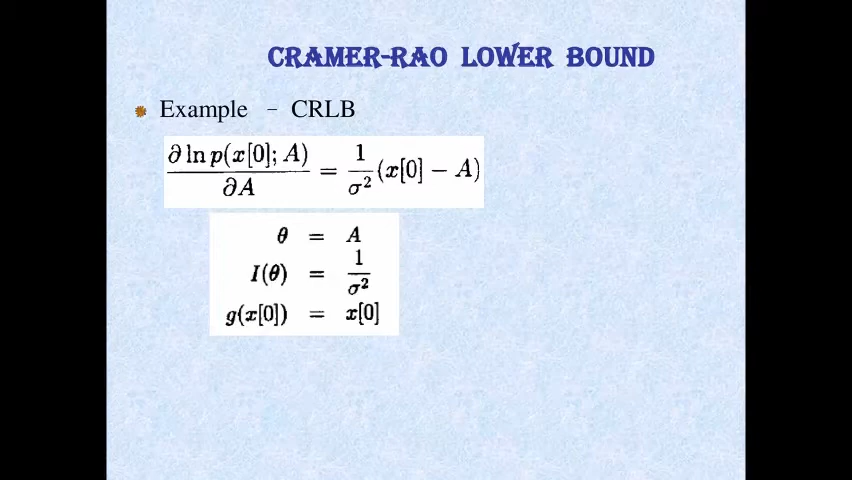 CRAMER-RAO LOWER BOUND
Example - CRLB
∂ ln p(x[0]; A) / ∂A = 1/σ² (x[0] − A)
θ = A
I(θ) = 1/σ²
g(x[0]) = x[0]